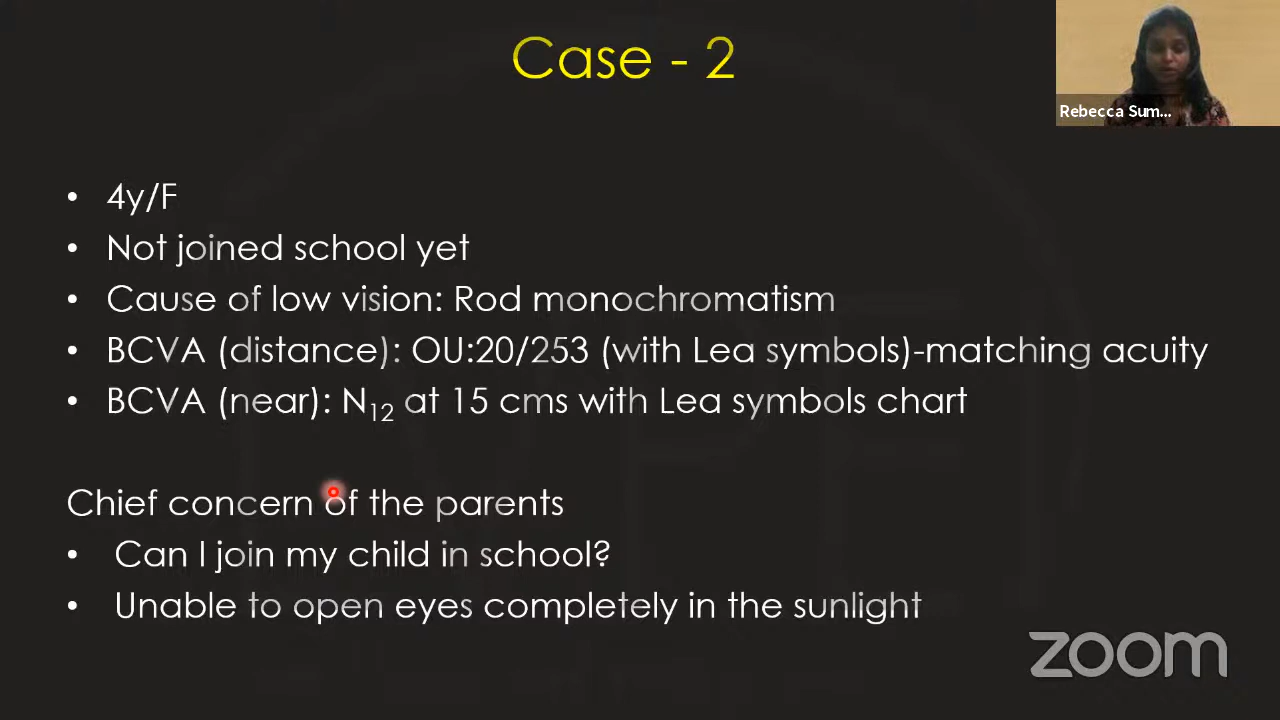 Case - 2
Rebecca Sum...
• 4y/F
• Not joined school yet
• Cause of low vision: Rod monochromatism
• BCVA (distance): OU:20/253 (with Lea symbols)-matching acuity
• BCVA (near): N12 at 15 cms with Lea symbols chart
Chief concern of the parents
• Can I join my child in school?
• Unable to open eyes completely in the sunlight
zoom